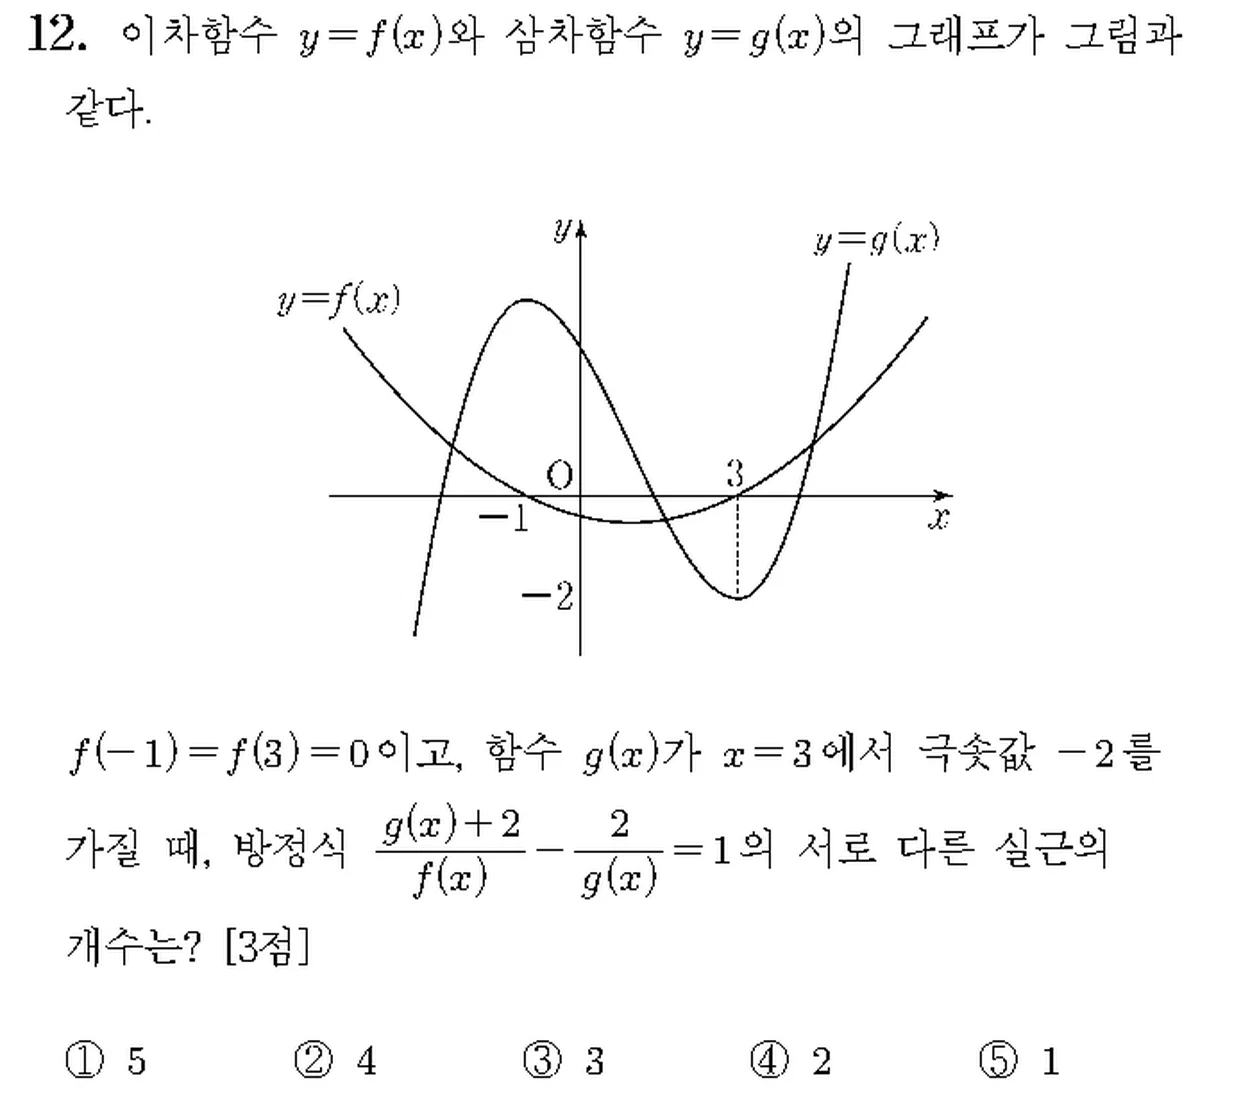 12. 이차함수 y=f(x)와 삼차함수 y=g(x)의 그래프가 그림과
같다.
y
y=g(x)
y=f(x)
O
3
-1
x
-2
f(-1)=f(3)=0이고, 함수 g(x)가 x=3에서 극솟값 -2를
가질 때, 방정식 \frac{g(x)+2}{f(x)} - \frac{2}{g(x)} = 1의 서로 다른 실근의
개수는? [3점]
① 5 ② 4 ③ 3 ④ 2 ⑤ 1